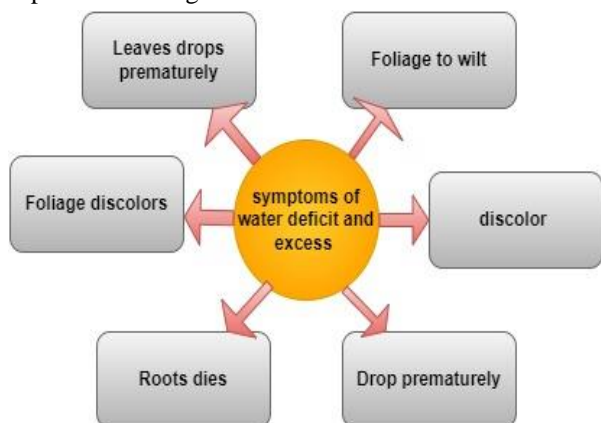 Leaves drops
prematurely
Foliage to wilt
Foliage discolors
symptoms of
water deficit and
excess
discolor
Roots dies
Drop prematurely